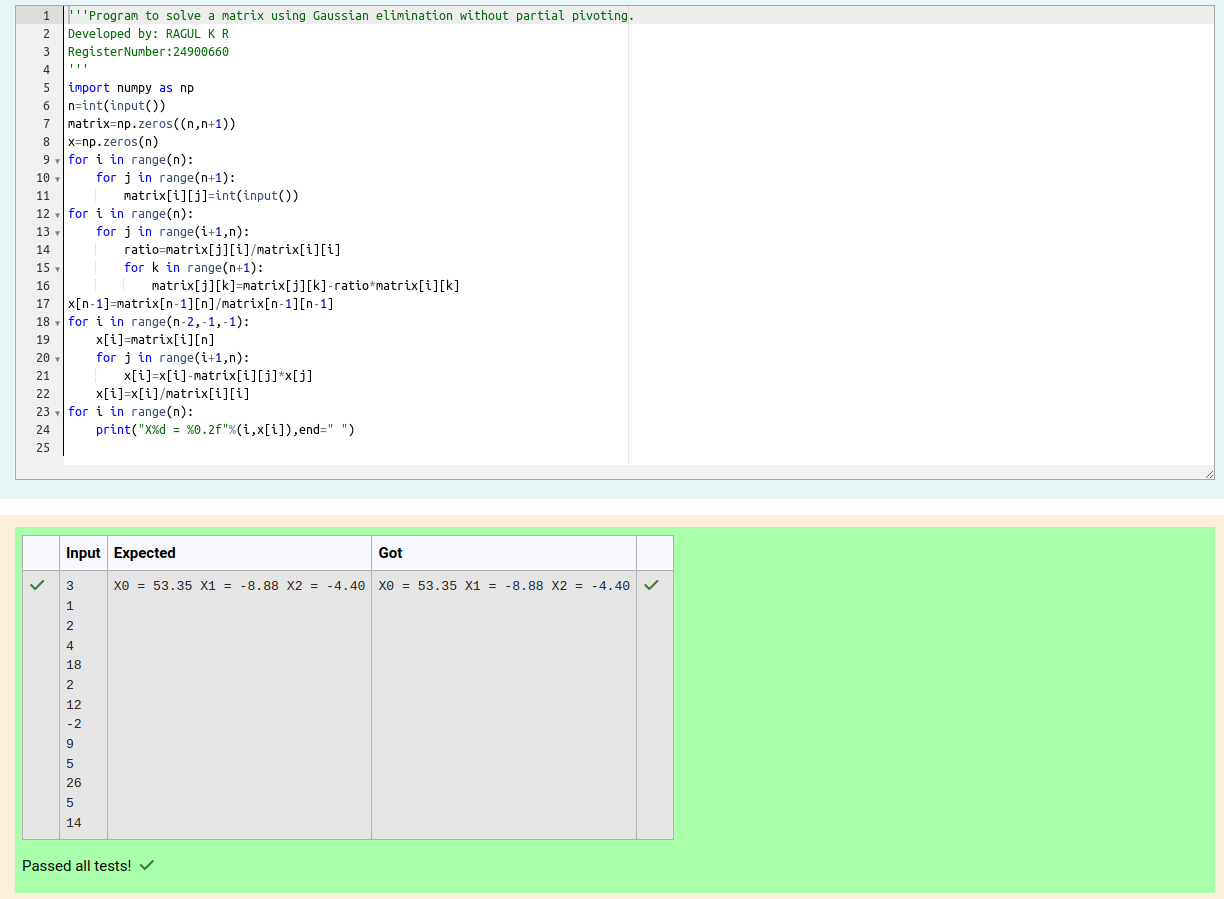 1 '''Program to solve a matrix using Gaussian elimination without partial pivoting.
2 Developed by: RAGUL K R
3 RegisterNumber:24900660
4 '''
5 import numpy as np
6 n=int(input())
7 matrix=np.zeros((n,n+1))
8 x=np.zeros(n)
9 for i in range(n):
10     for j in range(n+1):
11         matrix[i][j]=int(input())
12 for i in range(n):
13     for j in range(i+1,n):
14         ratio=matrix[j][i]/matrix[i][i]
15         for k in range(n+1):
16             matrix[j][k]=matrix[j][k]-ratio*matrix[i][k]
17 x[n-1]=matrix[n-1][n]/matrix[n-1][n-1]
18 for i in range(n-2,-1,-1):
19     x[i]=matrix[i][n]
20     for j in range(i+1,n):
21         x[i]=x[i]-matrix[i][j]*x[j]
22     x[i]=x[i]/matrix[i][i]
23 for i in range(n):
24     print("X%d = %0.2f"%(i,x[i]),end=" ")
25
Input Expected Got
3 X0 = 53.35 X1 = -8.88 X2 = -4.40 X0 = 53.35 X1 = -8.88 X2 = -4.40
1
2
4
18
2
12
-2
9
5
26
5
14
Passed all tests!